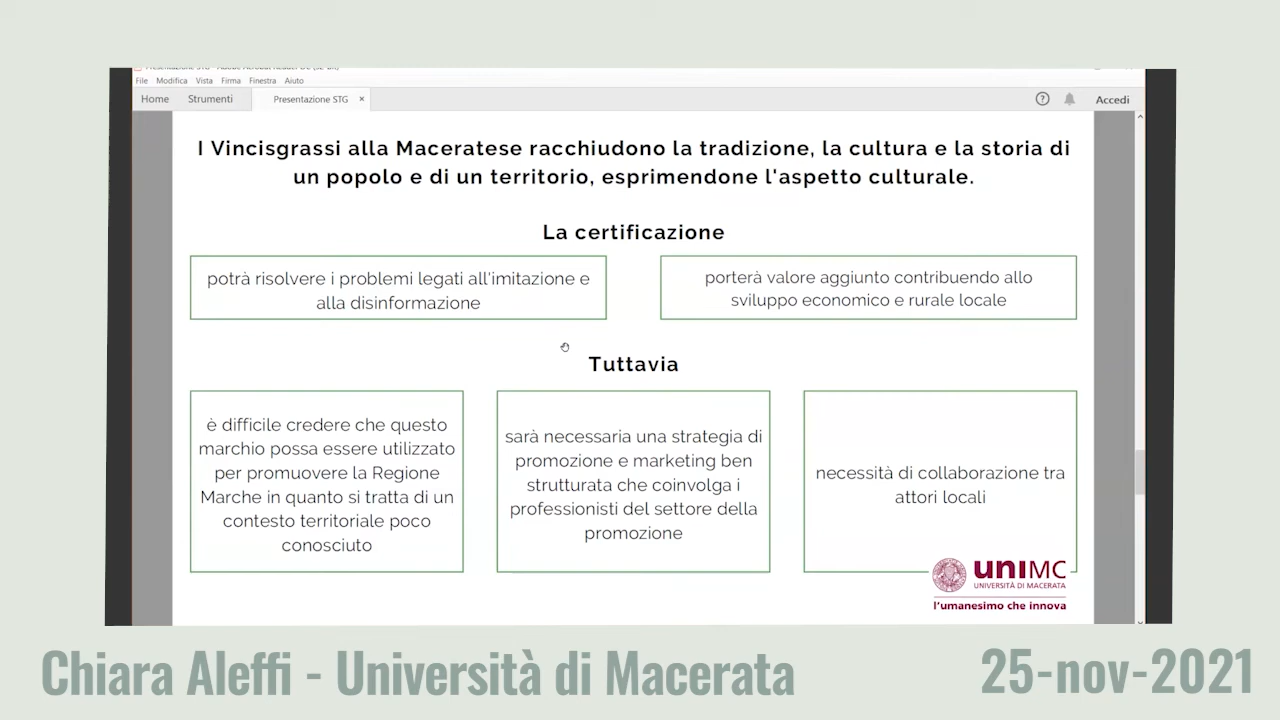 File Modifica Vista Firma Finestra Aiuto
Home Strumenti Presentazione STG × Accedi
I Vincisgrassi alla Maceratese racchiudono la tradizione, la cultura e la storia di
un popolo e di un territorio, esprimendone l'aspetto culturale.
La certificazione
potrà risolvere i problemi legati all'imitazione e
alla disinformazione
porterà valore aggiunto contribuendo allo
sviluppo economico e rurale locale
Tuttavia
è difficile credere che questo
marchio possa essere utilizzato
per promuovere la Regione
Marche in quanto si tratta di un
contesto territoriale poco
conosciuto
sarà necessaria una strategia di
promozione e marketing ben
strutturata che coinvolga i
professionisti del settore della
promozione
necessità di collaborazione tra
attori locali
unIMC
UNIVERSITÀ DI MACERATA
l'umanesimo che innova
Chiara Aleffi - Università di Macerata
25-nov-2021